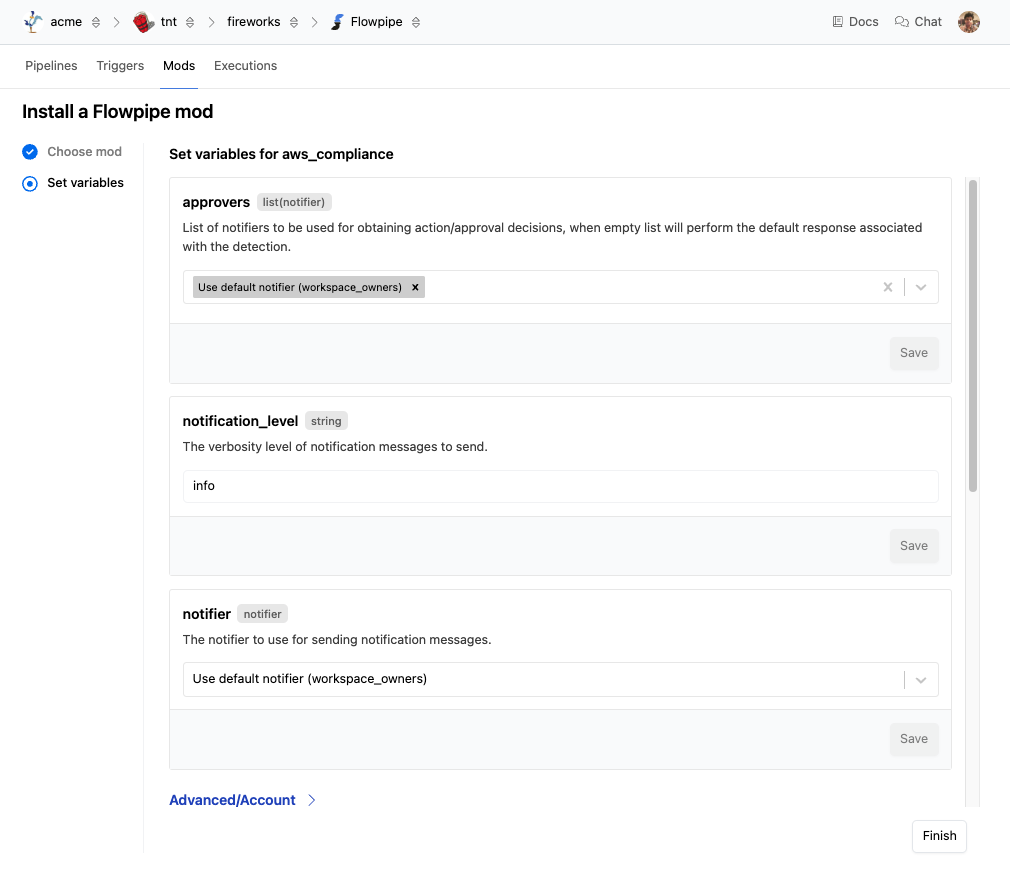 acme tnt fireworks Flowpipe Docs Chat
Pipelines Triggers Mods Executions
Install a Flowpipe mod
Choose mod
Set variables
Set variables for aws_compliance
approvers list(notifier)
List of notifiers to be used for obtaining action/approval decisions, when empty list will perform the default response associated
with the detection.
Use default notifier (workspace_owners)
Save
notification_level string
The verbosity level of notification messages to send.
info
Save
notifier notifier
The notifier to use for sending notification messages.
Use default notifier (workspace_owners)
Save
Advanced/Account
Finish